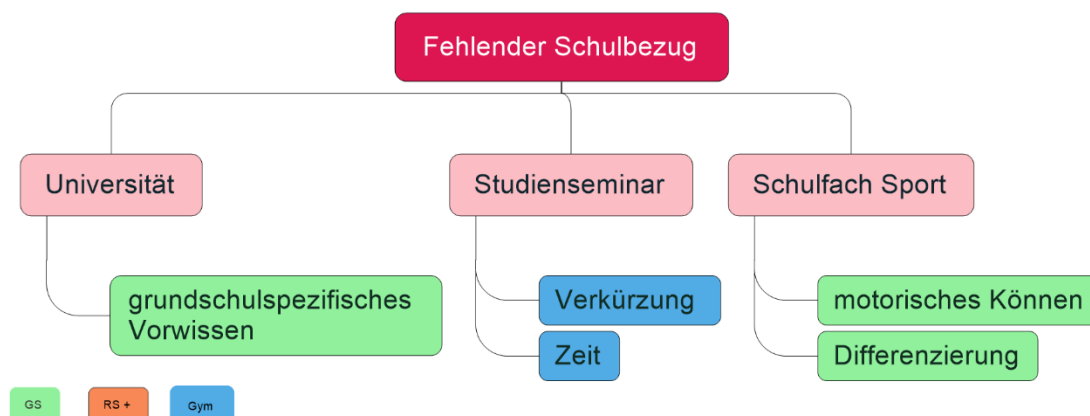 Fehlender Schulbezug
Universität
Studienseminar
Schulfach Sport
grundschulspezifisches
Vorwissen
Verkürzung
Zeit
motorisches Können
Differenzierung
GS
RS +
Gym